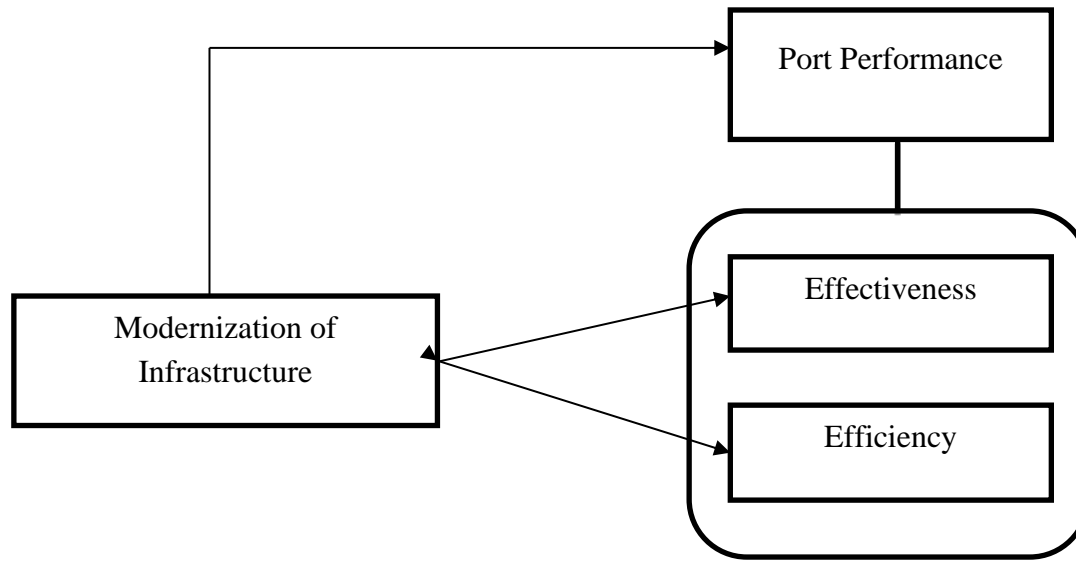 Port Performance
Effectiveness
Modernization of
Infrastructure
Efficiency